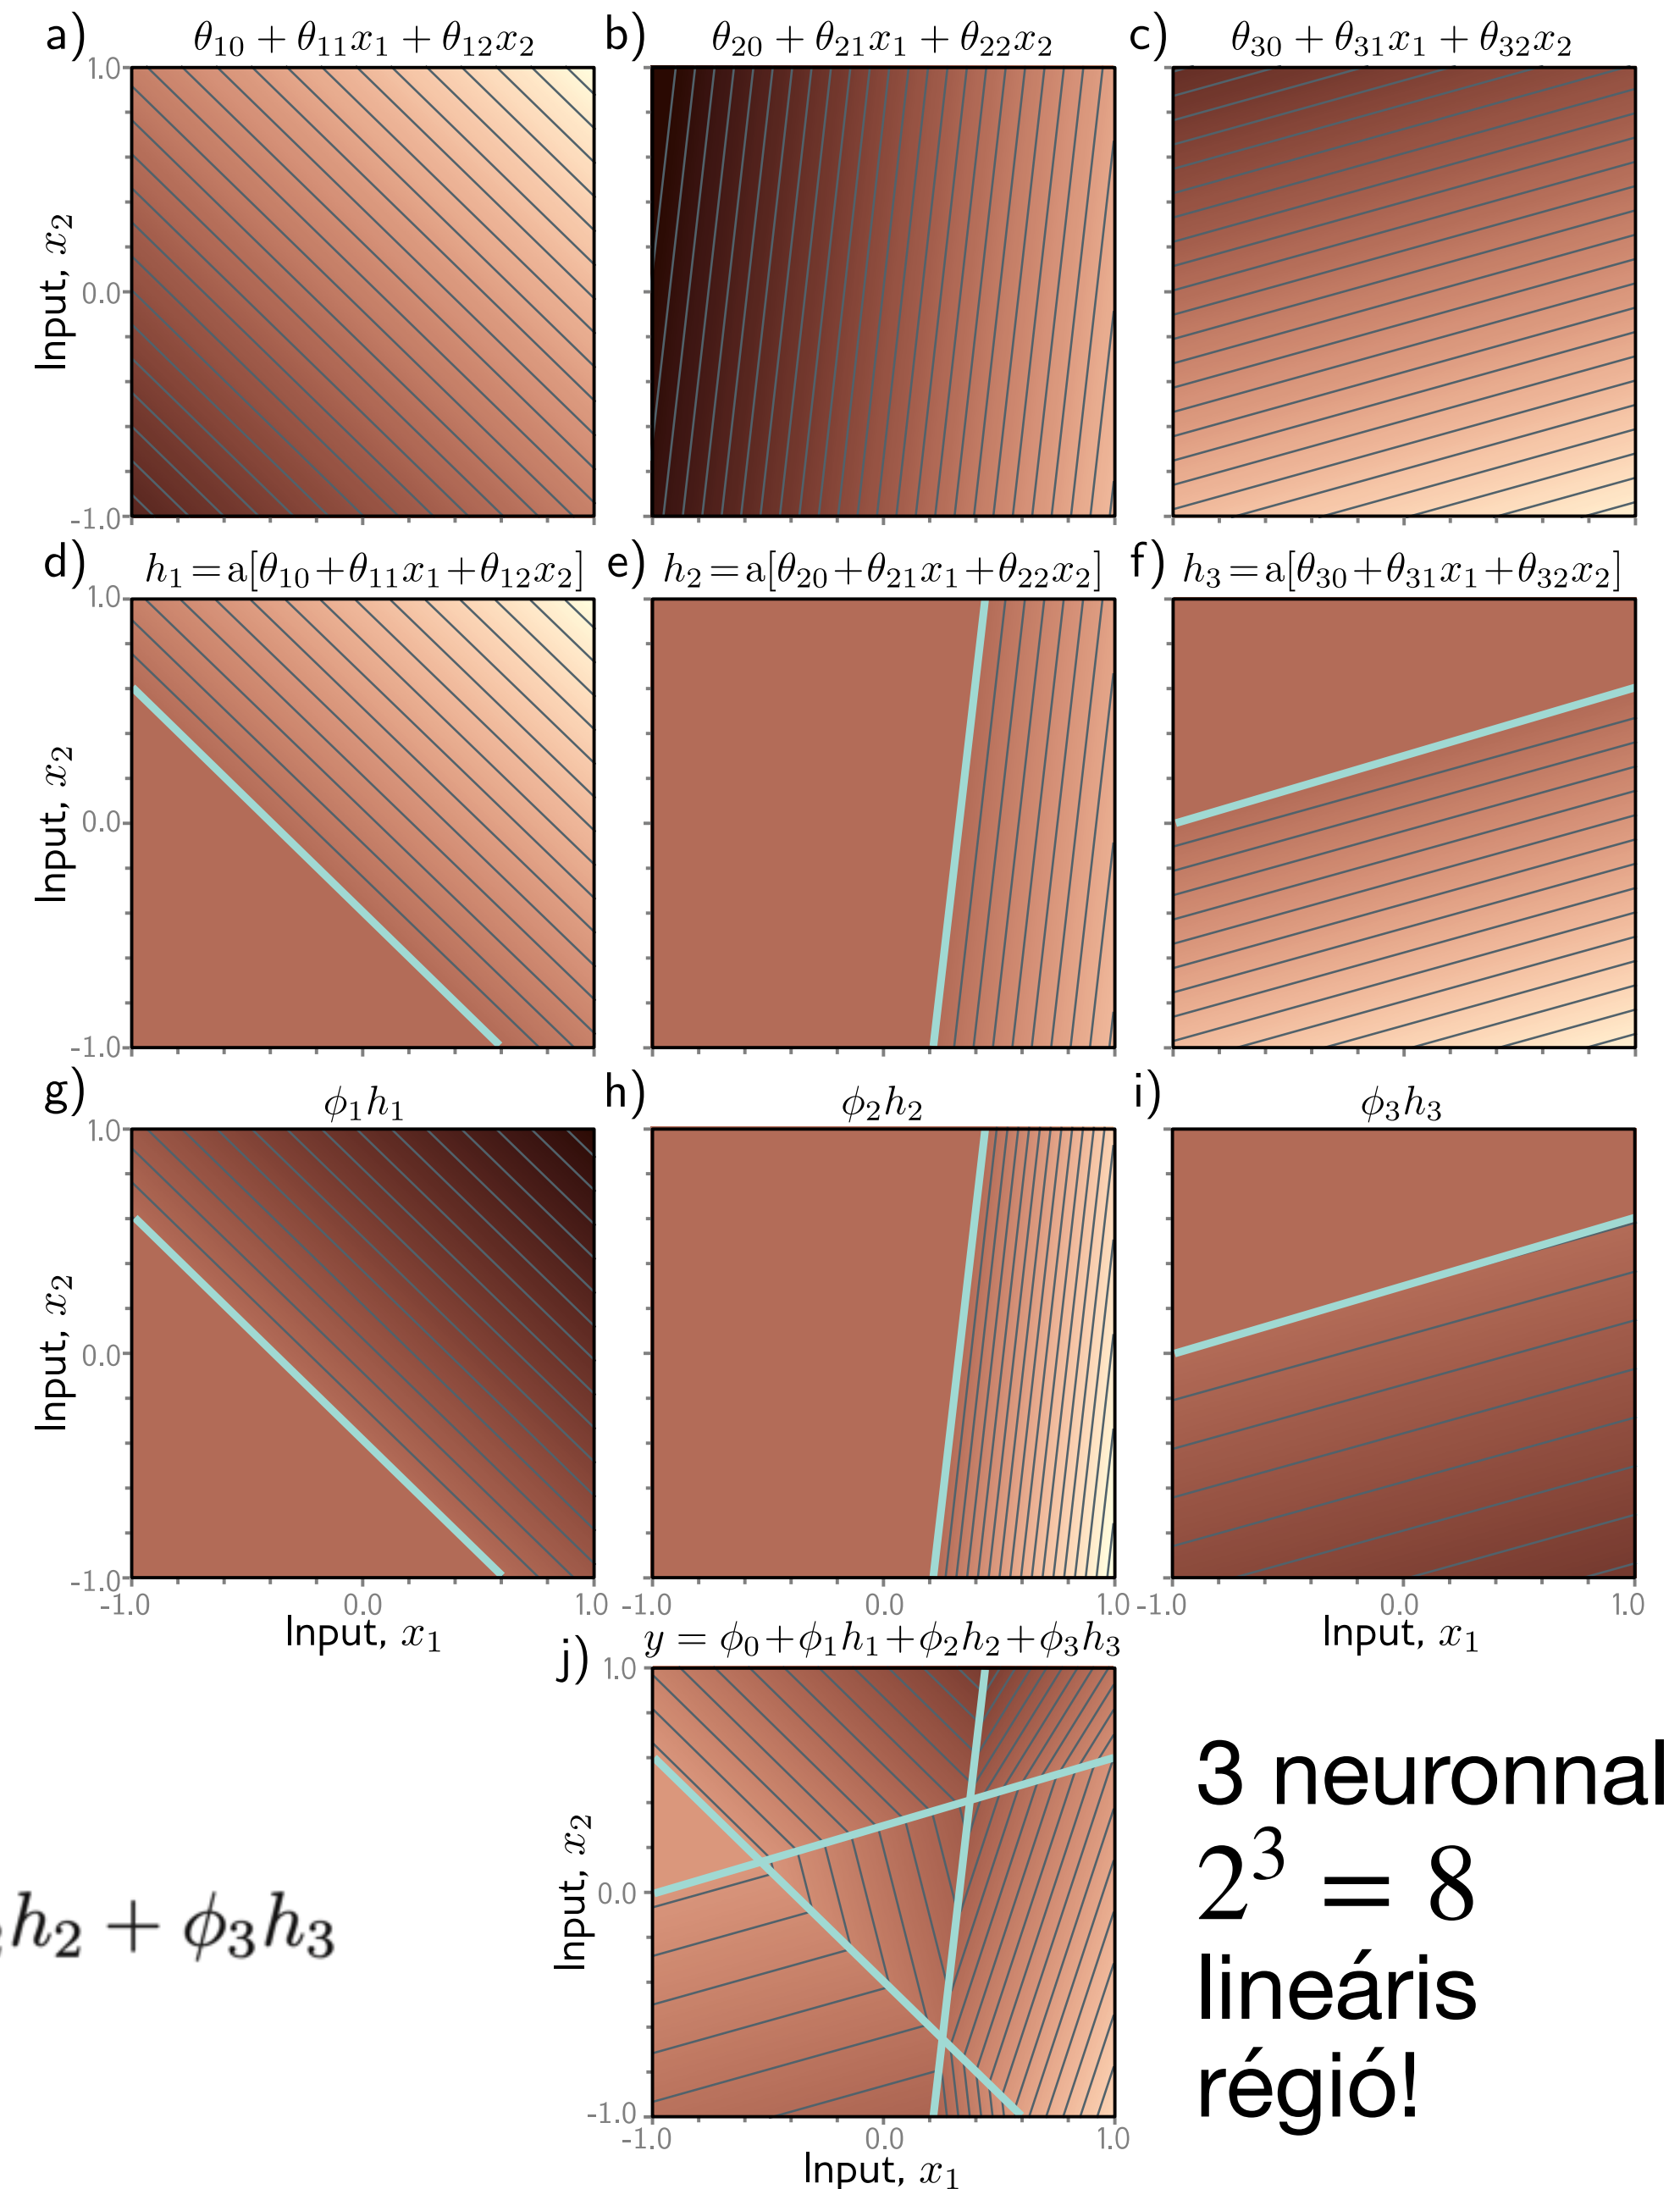 a) θ₁₀ + θ₁₁x₁ + θ₁₂x₂
b) θ₂₀ + θ₂₁x₁ + θ₂₂x₂
c) θ₃₀ + θ₃₁x₁ + θ₃₂x₂
1.0
Input, x₂
0.0
-1.0
d) h₁=a[θ₁₀+θ₁₁x₁+θ₁₂x₂]
e) h₂=a[θ₂₀+θ₂₁x₁+θ₂₂x₂]
f) h₃=a[θ₃₀+θ₃₁x₁+θ₃₂x₂]
1.0
Input, x₂
0.0
-1.0
g) ϕ₁h₁
h) ϕ₂h₂
i) ϕ₃h₃
1.0
Input, x₂
0.0
-1.0
-1.0 0.0 1.0 -1.0 0.0 1.0 -1.0 0.0 1.0
Input, x₁
Input, x₁
j) y = ϕ₀+ϕ₁h₁+ϕ₂h₂+ϕ₃h₃
1.0
Input, x₂
0.0
-1.0
-1.0 0.0 1.0
Input, x₁
h₂ + ϕ₃h₃
3 neuronnal
2³ = 8
lineáris
régió!